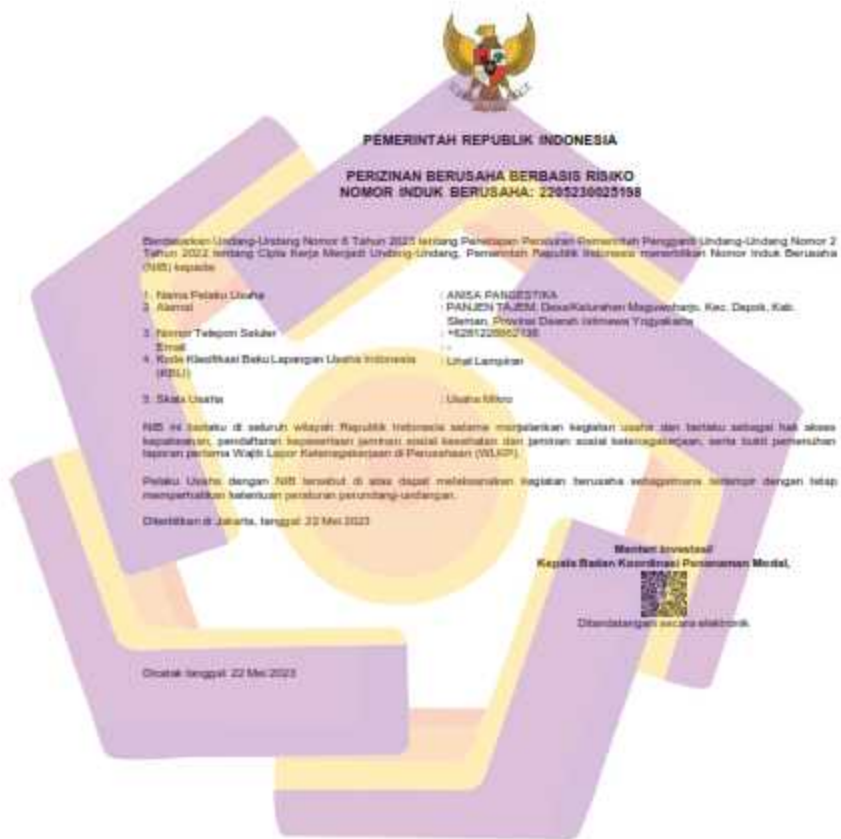 PEMERINTAH REPUBLIK INDONESIA
PERIZINAN BERUSAHA BERBASIS RISIKO
NOMOR INDUK BERUSAHA: 2205230025198
Berdasarkan Undang-Undang Nomor 6 Tahun 2023 tentang Penetapan Peraturan Pemerintah Pengganti Undang-Undang Nomor 2
Tahun 2022 tentang Cipta Kerja Menjadi Undang-Undang, Pemerintah Republik Indonesia menerbitkan Nomor Induk Berusaha
(NIB) kepada:
1. Nama Pelaku Usaha : ANISA PANGESTIKA
2. Alamat : PANJEN TAJEM, Desa/Kelurahan Maguwoharjo, Kec. Depok, Kab.
Sleman, Provinsi Daerah Istimewa Yogyakarta
3. Nomor Telepon Seluler :
Email : -
4. Kode Klasifikasi Baku Lapangan Usaha Indonesia : Lihat Lampiran
(KBLI)
5. Skala Usaha : Usaha Mikro
NIB ini berlaku di seluruh wilayah Republik Indonesia selama menjalankan kegiatan usaha dan berlaku sebagai hak akses
kepabeanan, pendaftaran kepesertaan jaminan sosial kesehatan dan jaminan sosial ketenagakerjaan, serta bukti pemenuhan
laporan pertama Wajib Lapor Ketenagakerjaan di Perusahaan (WLKP).
Pelaku Usaha dengan NIB tersebut di atas dapat melaksanakan kegiatan berusaha sebagaimana terlampir dengan tetap
memperhatikan ketentuan peraturan perundang-undangan.
Diterbitkan di Jakarta, tanggal: 22 Mei 2023
Menteri Investasi/
Kepala Badan Koordinasi Penanaman Modal,
Ditandatangani secara elektronik
Dicetak tanggal: 22 Mei 2023